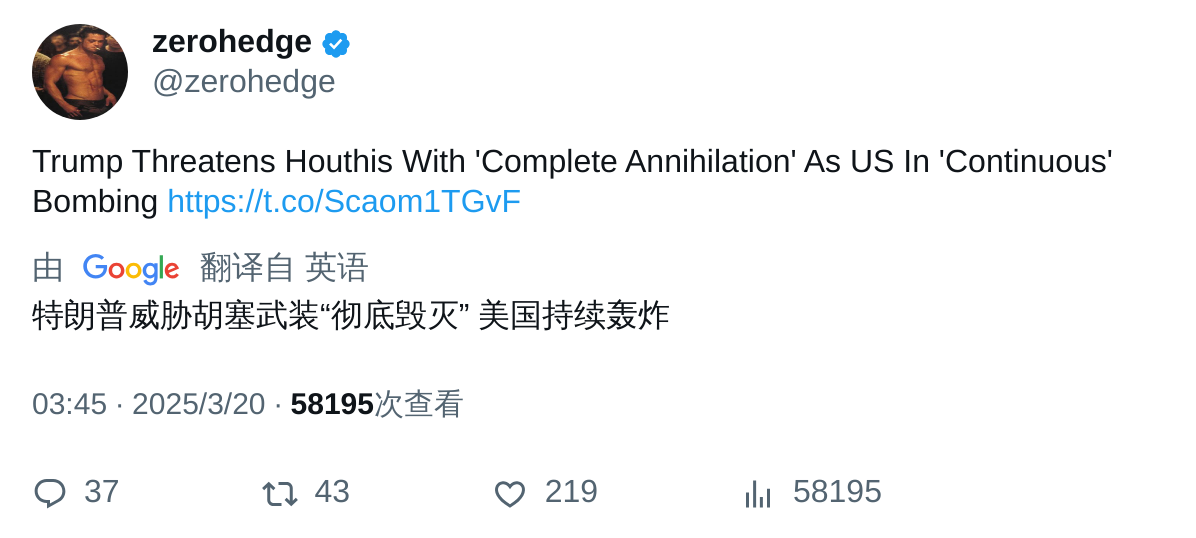 zerohedge
@zerohedge
Trump Threatens Houthis With 'Complete Annihilation' As US In 'Continuous'
Bombing https://t.co/Scaom1TGvF
由 Google 翻译自 英语
特朗普威胁胡塞武装“彻底毁灭” 美国持续轰炸
03:45 · 2025/3/20 · 58195次查看
37 43 219 58195